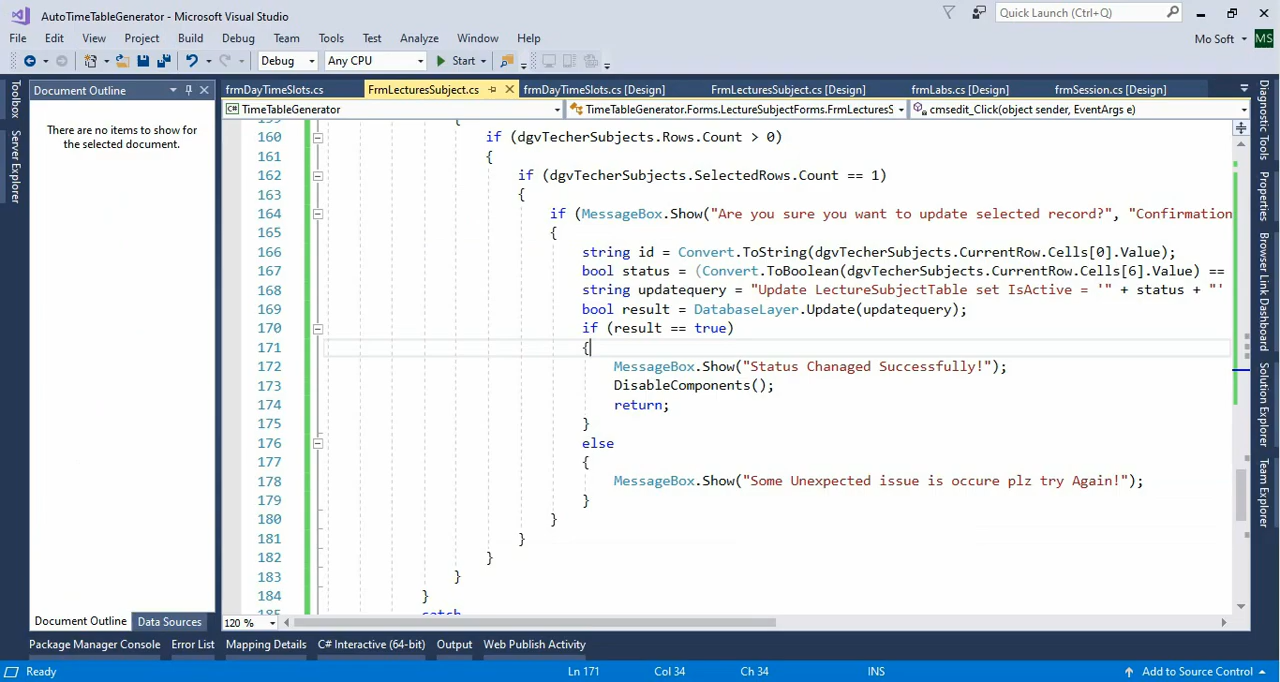 AutoTimeTableGenerator - Microsoft Visual Studio
Quick Launch (Ctrl+Q)
File Edit View Project Build Debug Team Tools Test Analyze Window Help
Mo Soft MS
Debug Any CPU Start
Document Outline
frmDayTimeSlots.cs FrmLecturesSubject.cs frmDayTimeSlots.cs [Design] FrmLecturesSubject.cs [Design] frmLabs.cs [Design] frmSession.cs [Design]
TimeTableGenerator TimeTableGenerator.Forms.LectureSubjectForms.FrmLecturesS cmsedit_Click(object sender, EventArgs e)
Toolbox
Server Explorer
There are no items to show for
the selected document.
159 {
160 if (dgvTecherSubjects.Rows.Count > 0)
161 {
162 if (dgvTecherSubjects.SelectedRows.Count == 1)
163 {
164 if (MessageBox.Show("Are you sure you want to update selected record?", "Confirmation
165 {
166 string id = Convert.ToString(dgvTecherSubjects.CurrentRow.Cells[0].Value);
167 bool status = (Convert.ToBoolean(dgvTecherSubjects.CurrentRow.Cells[6].Value) ==
168 string updatequery = "Update LectureSubjectTable set IsActive = '" + status + "'
169 bool result = DatabaseLayer.Update(updatequery);
170 if (result == true)
171 {
172 MessageBox.Show("Status Chanaged Successfully!");
173 DisableComponents();
174 return;
175 }
176 else
177 {
178 MessageBox.Show("Some Unexpected issue is occure plz try Again!");
179 }
180 }
181 }
182 }
183 }
184 }
185 catch
Diagnostic Tools
Properties
Browser Link Dashboard
Solution Explorer
Team Explorer
Document Outline Data Sources
120 %
Package Manager Console Error List Mapping Details C# Interactive (64-bit) Output Web Publish Activity
Ready Ln 171 Col 34 Ch 34 INS Add to Source Control